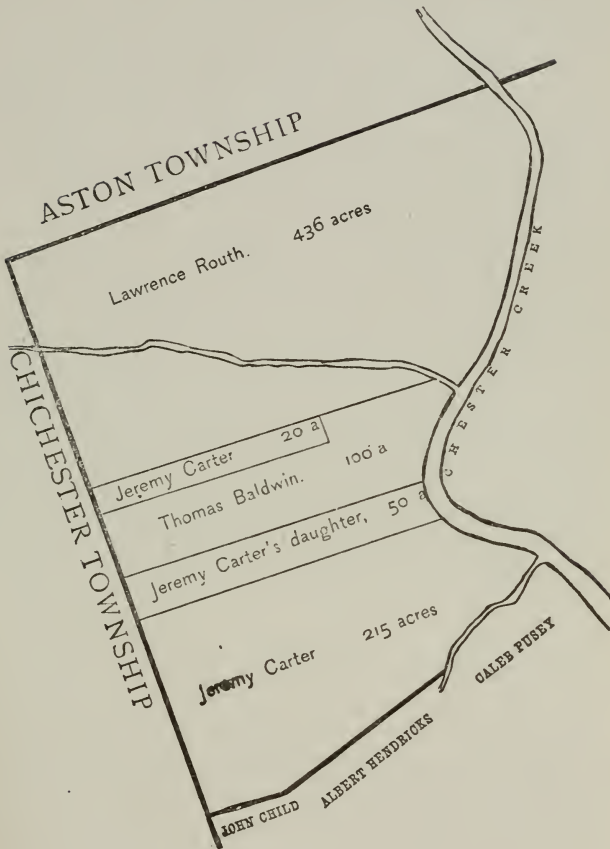 ASTON TOWNSHIP
Lawrence Routh. 436 acres
CHESTER CREEK
CHICHESTER TOWNSHIP
Jeremy Carter 20 a
Thomas Baldwin. 100 a
Jeremy Carter's daughter, 50 a
Jeremy Carter 215 acres
CALEB PUSEY
ALBERT HENDRICKS
JOHN CHILD